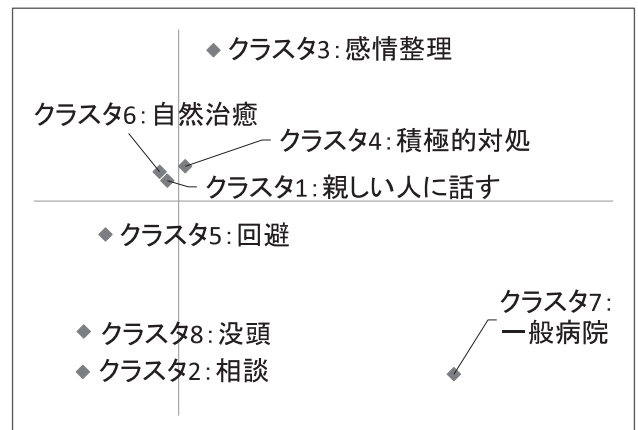 クラスタ3：感情整理
クラスタ6：自然治癒
クラスタ4：積極的対処
クラスタ1：親しい人に話す
クラスタ5：回避
クラスタ7：
一般病院
クラスタ8：没頭
クラスタ2：相談